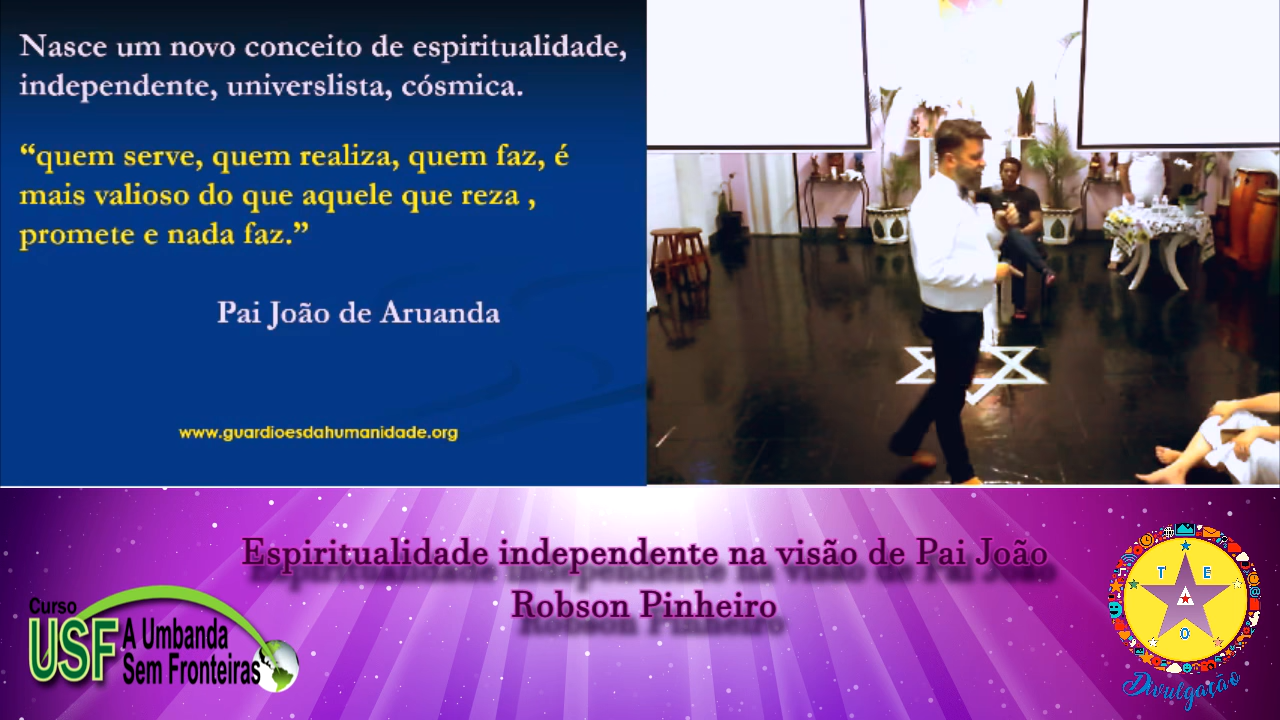 Nasce um novo conceito de espiritualidade,
independente, universlista, cósmica.
“quem serve, quem realiza, quem faz, é
mais valioso do que aquele que reza ,
promete e nada faz.”
Pai João de Aruanda
www.guardioesdahumanidade.org
Espiritualidade independente na visão de Pai João
Robson Pinheiro
Curso
USF A Umbanda
Sem Fronteiras
T E
A
O
Divulgação